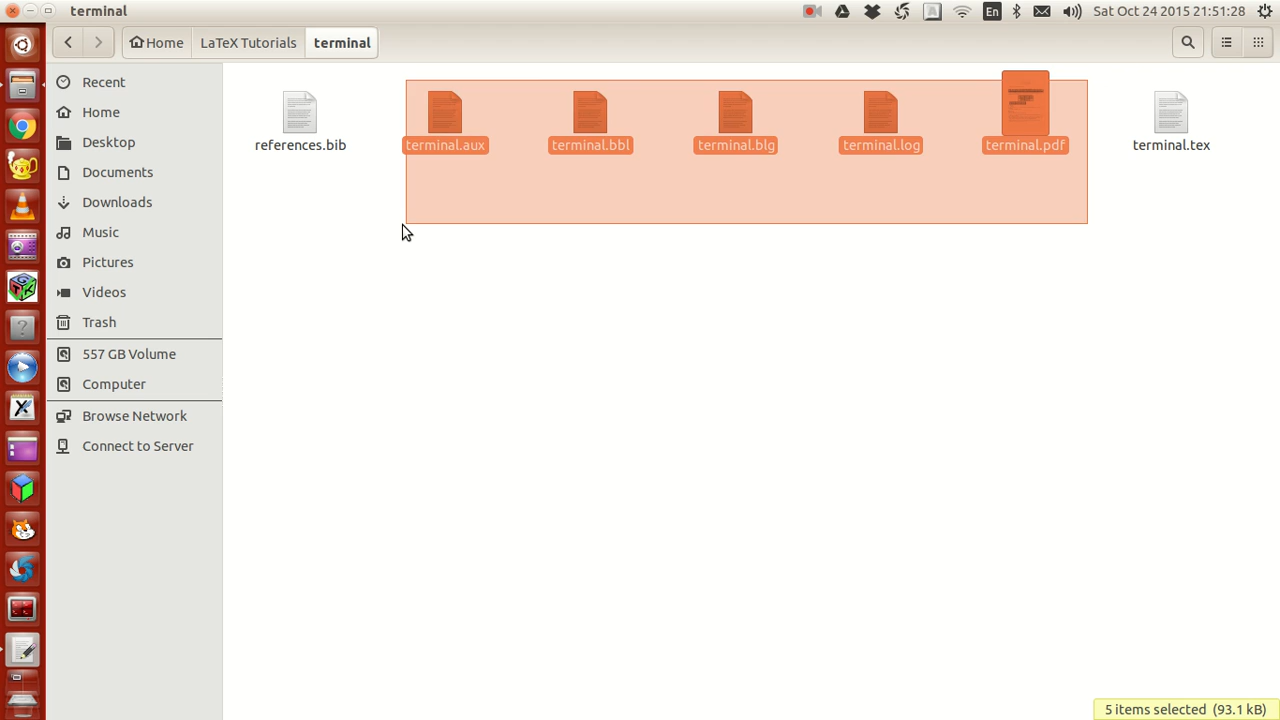 terminal
En
Sat Oct 24 2015 21:51:28
Home
LaTeX Tutorials
terminal
Recent
Home
Desktop
Documents
Downloads
Music
Pictures
Videos
Trash
557 GB Volume
Computer
Browse Network
Connect to Server
references.bib
terminal.aux
terminal.bbl
terminal.blg
terminal.log
terminal.pdf
terminal.tex
5 items selected (93.1 kB)